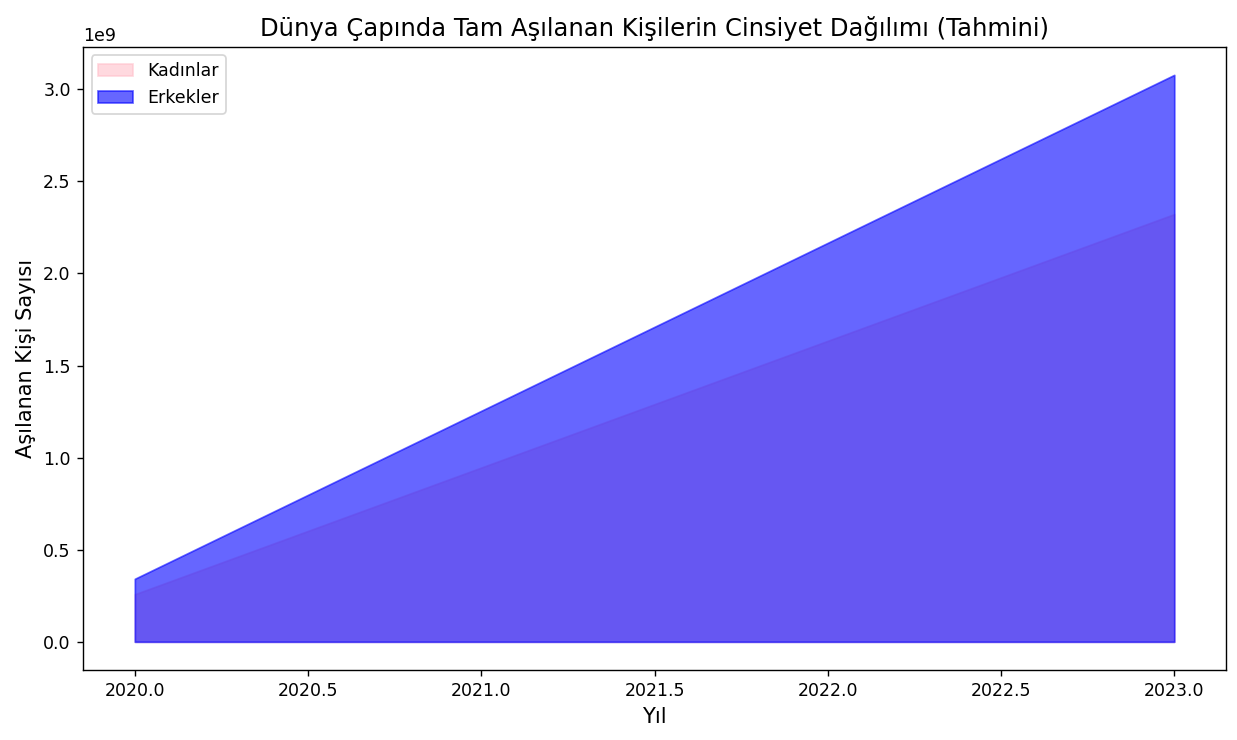 Dünya Çapında Tam Aşılanan Kişilerin Cinsiyet Dağılımı (Tahmini)
1e9
Kadınlar
Erkekler
3.0
2.5
2.0
1.5
1.0
0.5
0.0
Aşılanan Kişi Sayısı
2020.0 2020.5 2021.0 2021.5 2022.0 2022.5 2023.0
Yıl